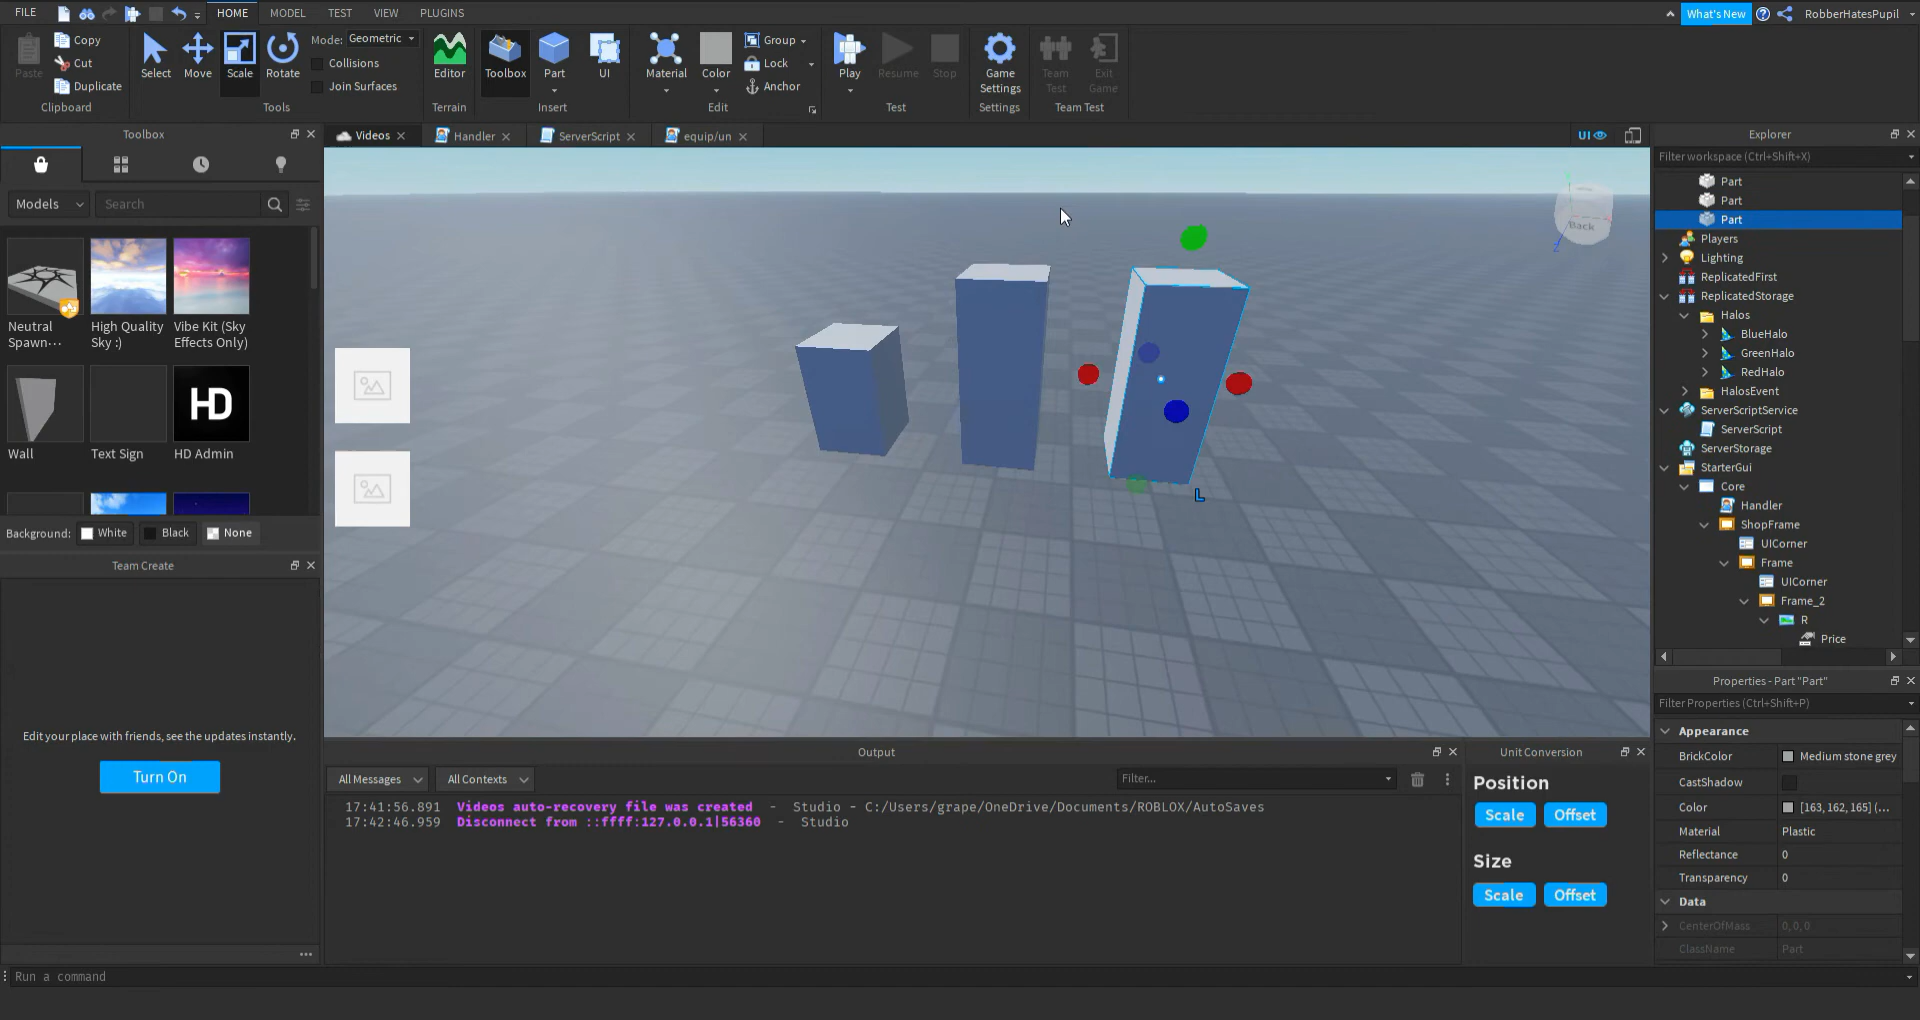 FILE HOME MODEL TEST VIEW PLUGINS What's New RobberHatesPupil
Paste Copy Cut Duplicate
Select Move Scale Rotate
Mode: Geometric
Collisions
Join Surfaces
Editor Toolbox Part UI Material Color
Group
Lock
Anchor
Play Resume Stop
Game Settings
Team Test
Exit Game
Clipboard Tools Terrain Insert Edit Test Settings Team Test
Toolbox
Models Search
Neutral Spawn...
High Quality Sky :)
Vibe Kit (Sky Effects Only)
Wall Text Sign HD Admin
HD
Background: White Black None
Team Create
Edit your place with friends, see the updates instantly.
Turn On
Videos Handler ServerScript equip/un UI
Back
Z
L
Output
All Messages All Contexts Filter...
17:41:56.891 Videos auto-recovery file was created - Studio - C:/Users/grape/OneDrive/Documents/ROBLOX/AutoSaves
17:42:46.959 Disconnect from ::ffff:127.0.0.1|56360 - Studio
Unit Conversion
Position
Scale Offset
Size
Scale Offset
Explorer
Filter workspace (Ctrl+Shift+X)
Part
Part
Part
Players
Lighting
ReplicatedFirst
ReplicatedStorage
Halos
BlueHalo
GreenHalo
RedHalo
HalosEvent
ServerScriptService
ServerScript
ServerStorage
StarterGui
Core
Handler
ShopFrame
UICorner
Frame
UICorner
Frame_2
R
Price
Properties - Part "Part"
Filter Properties (Ctrl+Shift+P)
Appearance
BrickColor Medium stone grey
CastShadow
Color [163, 162, 165] (...
Material Plastic
Reflectance 0
Transparency 0
Data
CenterOfMass 0, 0, 0
ClassName Part
Run a command